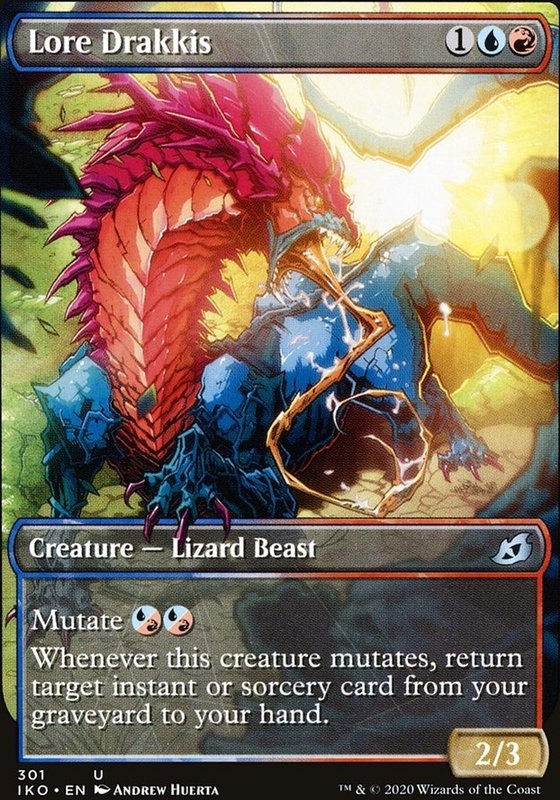 Lore Drakkis 1
Creature — Lizard Beast
Mutate
Whenever this creature mutates, return
target instant or sorcery card from your
graveyard to your hand.
2/3
301 U
IKO • EN Andrew Huerta ™ & © 2020 Wizards of the Coast